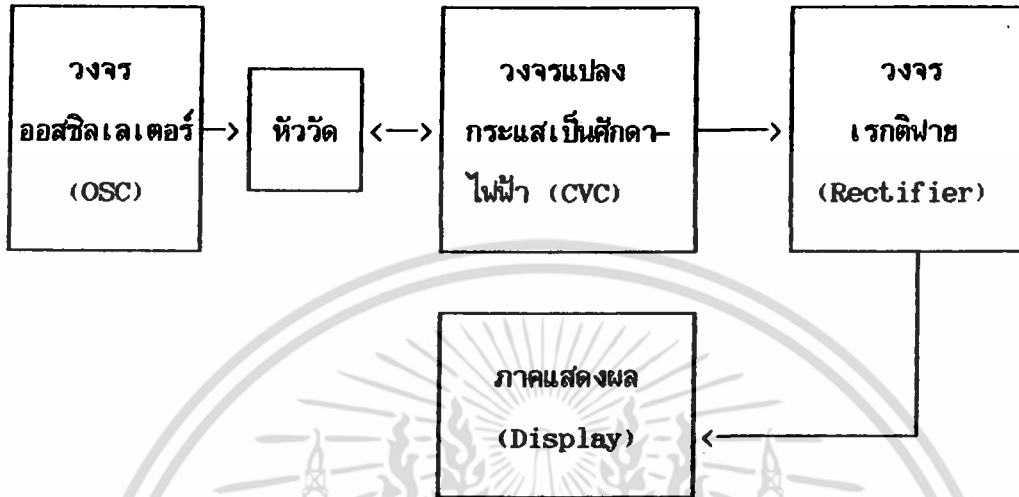 วงจร
ออสซิลเลเตอร์
(OSC)
หัววัด
วงจรแปลง
กระแสเป็นศักดา-
ไฟฟ้า (CVC)
วงจร
เรกติฟาย
(Rectifier)
ภาคแสดงผล
(Display)